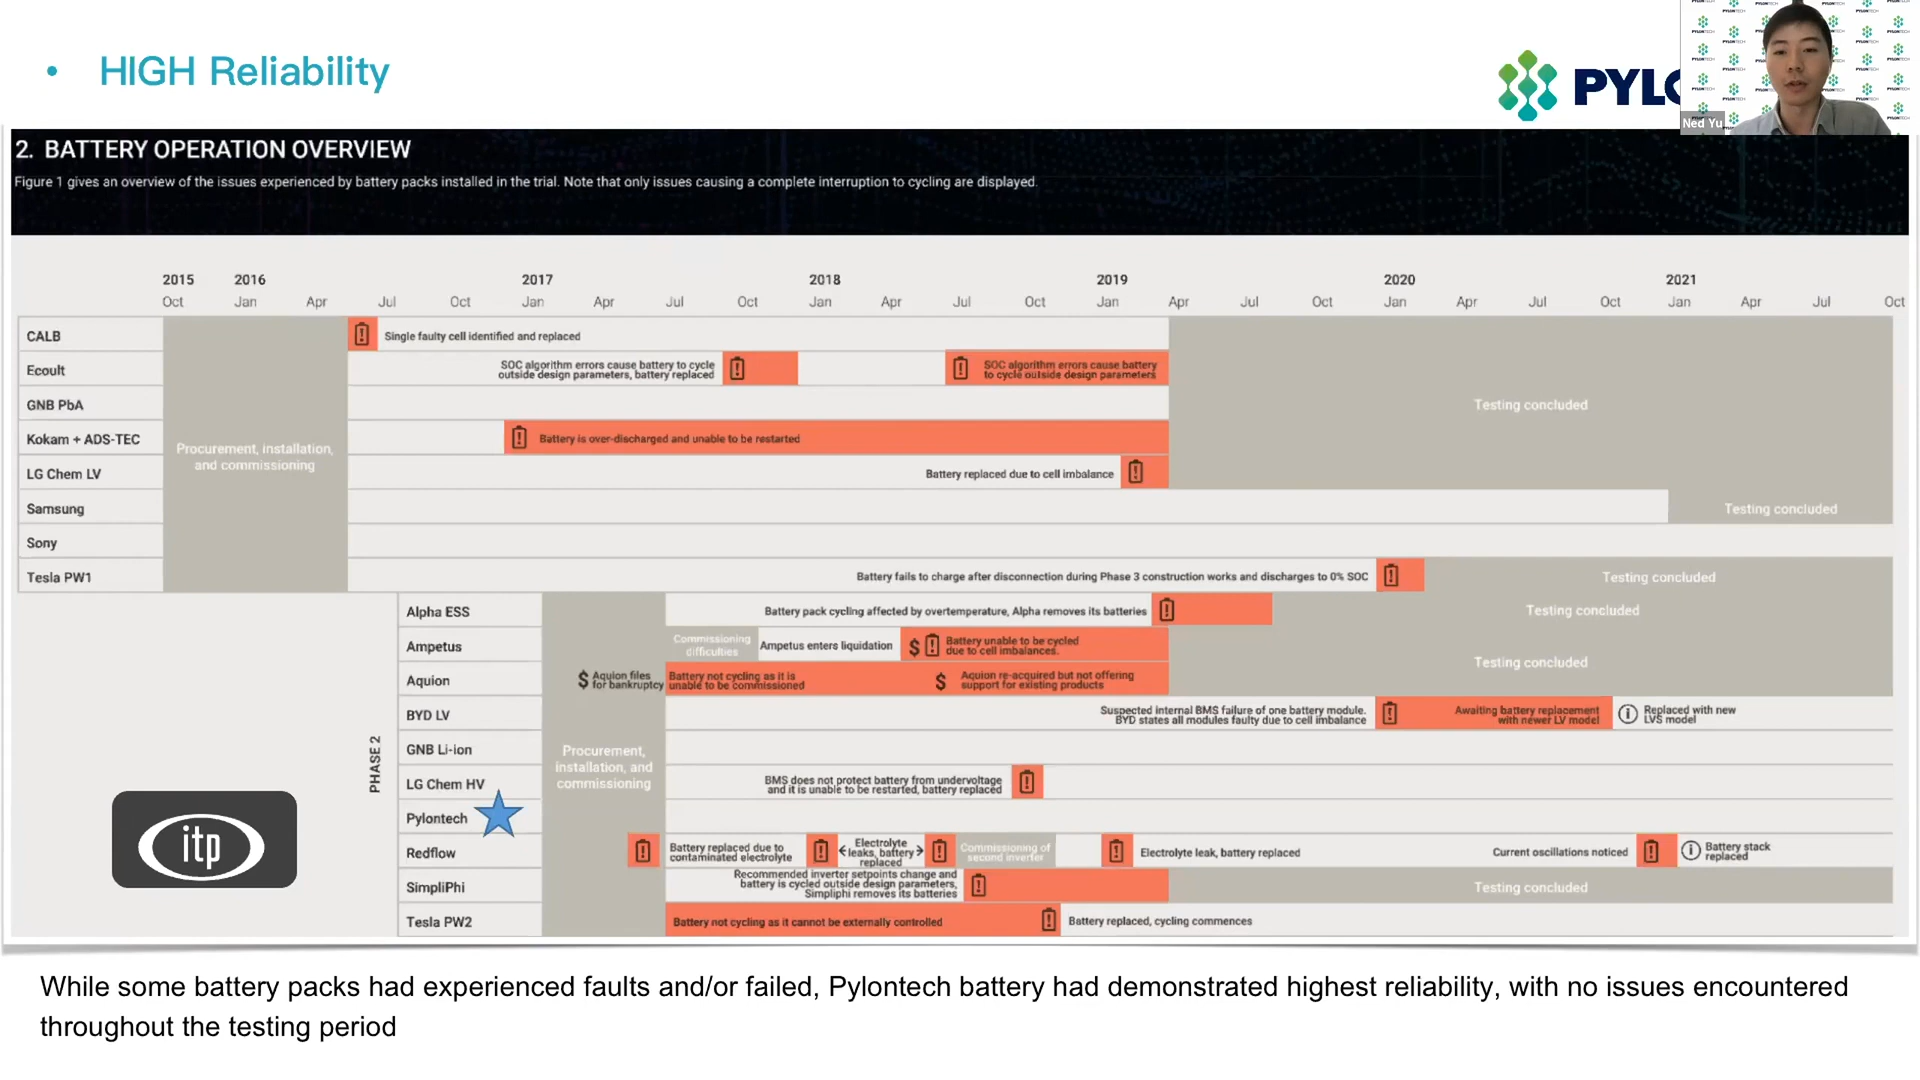 • HIGH Reliability
PYLO
Ned Yu
2. BATTERY OPERATION OVERVIEW
Figure 1 gives an overview of the issues experienced by battery packs installed in the trial. Note that only issues causing a complete interruption to cycling are displayed.
2015 2016 2017 2018 2019 2020 2021
Oct Jan Apr Jul Oct Jan Apr Jul Oct Jan Apr Jul Oct Jan Apr Jul Oct Jan Apr Jul Oct Jan Apr Jul Oct
Procurement, installation,
and commissioning
CALB
Single faulty cell identified and replaced
Ecoult
SOC algorithm errors cause battery to cycle
outside design parameters, battery replaced
SOC algorithm errors cause battery
to cycle outside design parameters
GNB PbA
Testing concluded
Kokam + ADS-TEC
Battery is over-discharged and unable to be restarted
LG Chem LV
Battery replaced due to cell imbalance
Samsung
Testing concluded
Sony
Tesla PW1
Battery fails to charge after disconnection during Phase 3 construction works and discharges to 0% SOC
Testing concluded
PHASE 2
Procurement,
installation, and
commissioning
Alpha ESS
Battery pack cycling affected by overtemperature, Alpha removes its batteries
Testing concluded
Ampetus
Commissioning
difficulties
Ampetus enters liquidation
$
Battery unable to be cycled
due to cell imbalances.
Testing concluded
Aquion
$ Aquion files
for bankruptcy
Battery not cycling as it is
unable to be commissioned
$
Aquion re-acquired but not offering
support for existing products
BYD LV
Suspected internal BMS failure of one battery module.
BYD states all modules faulty due to cell imbalance
Awaiting battery replacement
with newer LV model
Replaced with new
LVS model
GNB Li-ion
LG Chem HV
BMS does not protect battery from undervoltage
and it is unable to be restarted, battery replaced
Pylontech
Redflow
Battery replaced due to
contaminated electrolyte
Electrolyte
leaks, battery
replaced
Commissioning of
second inverter
Electrolyte leak, battery replaced
Current oscillations noticed
Battery stack
replaced
SimpliPhi
Recommended inverter setpoints change and
battery is cycled outside design parameters,
Simpliphi removes its batteries
Testing concluded
Tesla PW2
Battery not cycling as it cannot be externally controlled
Battery replaced, cycling commences
itp
While some battery packs had experienced faults and/or failed, Pylontech battery had demonstrated highest reliability, with no issues encountered
throughout the testing period